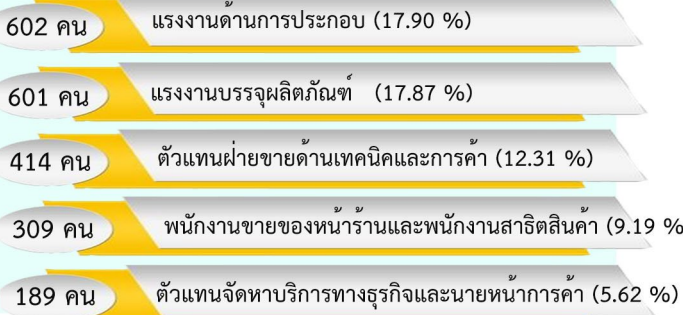 602 คน แรงงานด้านการประกอบ (17.90 %)
601 คน แรงงานบรรจุผลิตภัณฑ์ (17.87 %)
414 คน ตัวแทนฝ่ายขายด้านเทคนิคและการค้า (12.31 %)
309 คน พนักงานขายของหน้าร้านและพนักงานสาธิตสินค้า (9.19 %
189 คน ตัวแทนจัดหาบริการทางธุรกิจและนายหน้าการค้า (5.62 %)